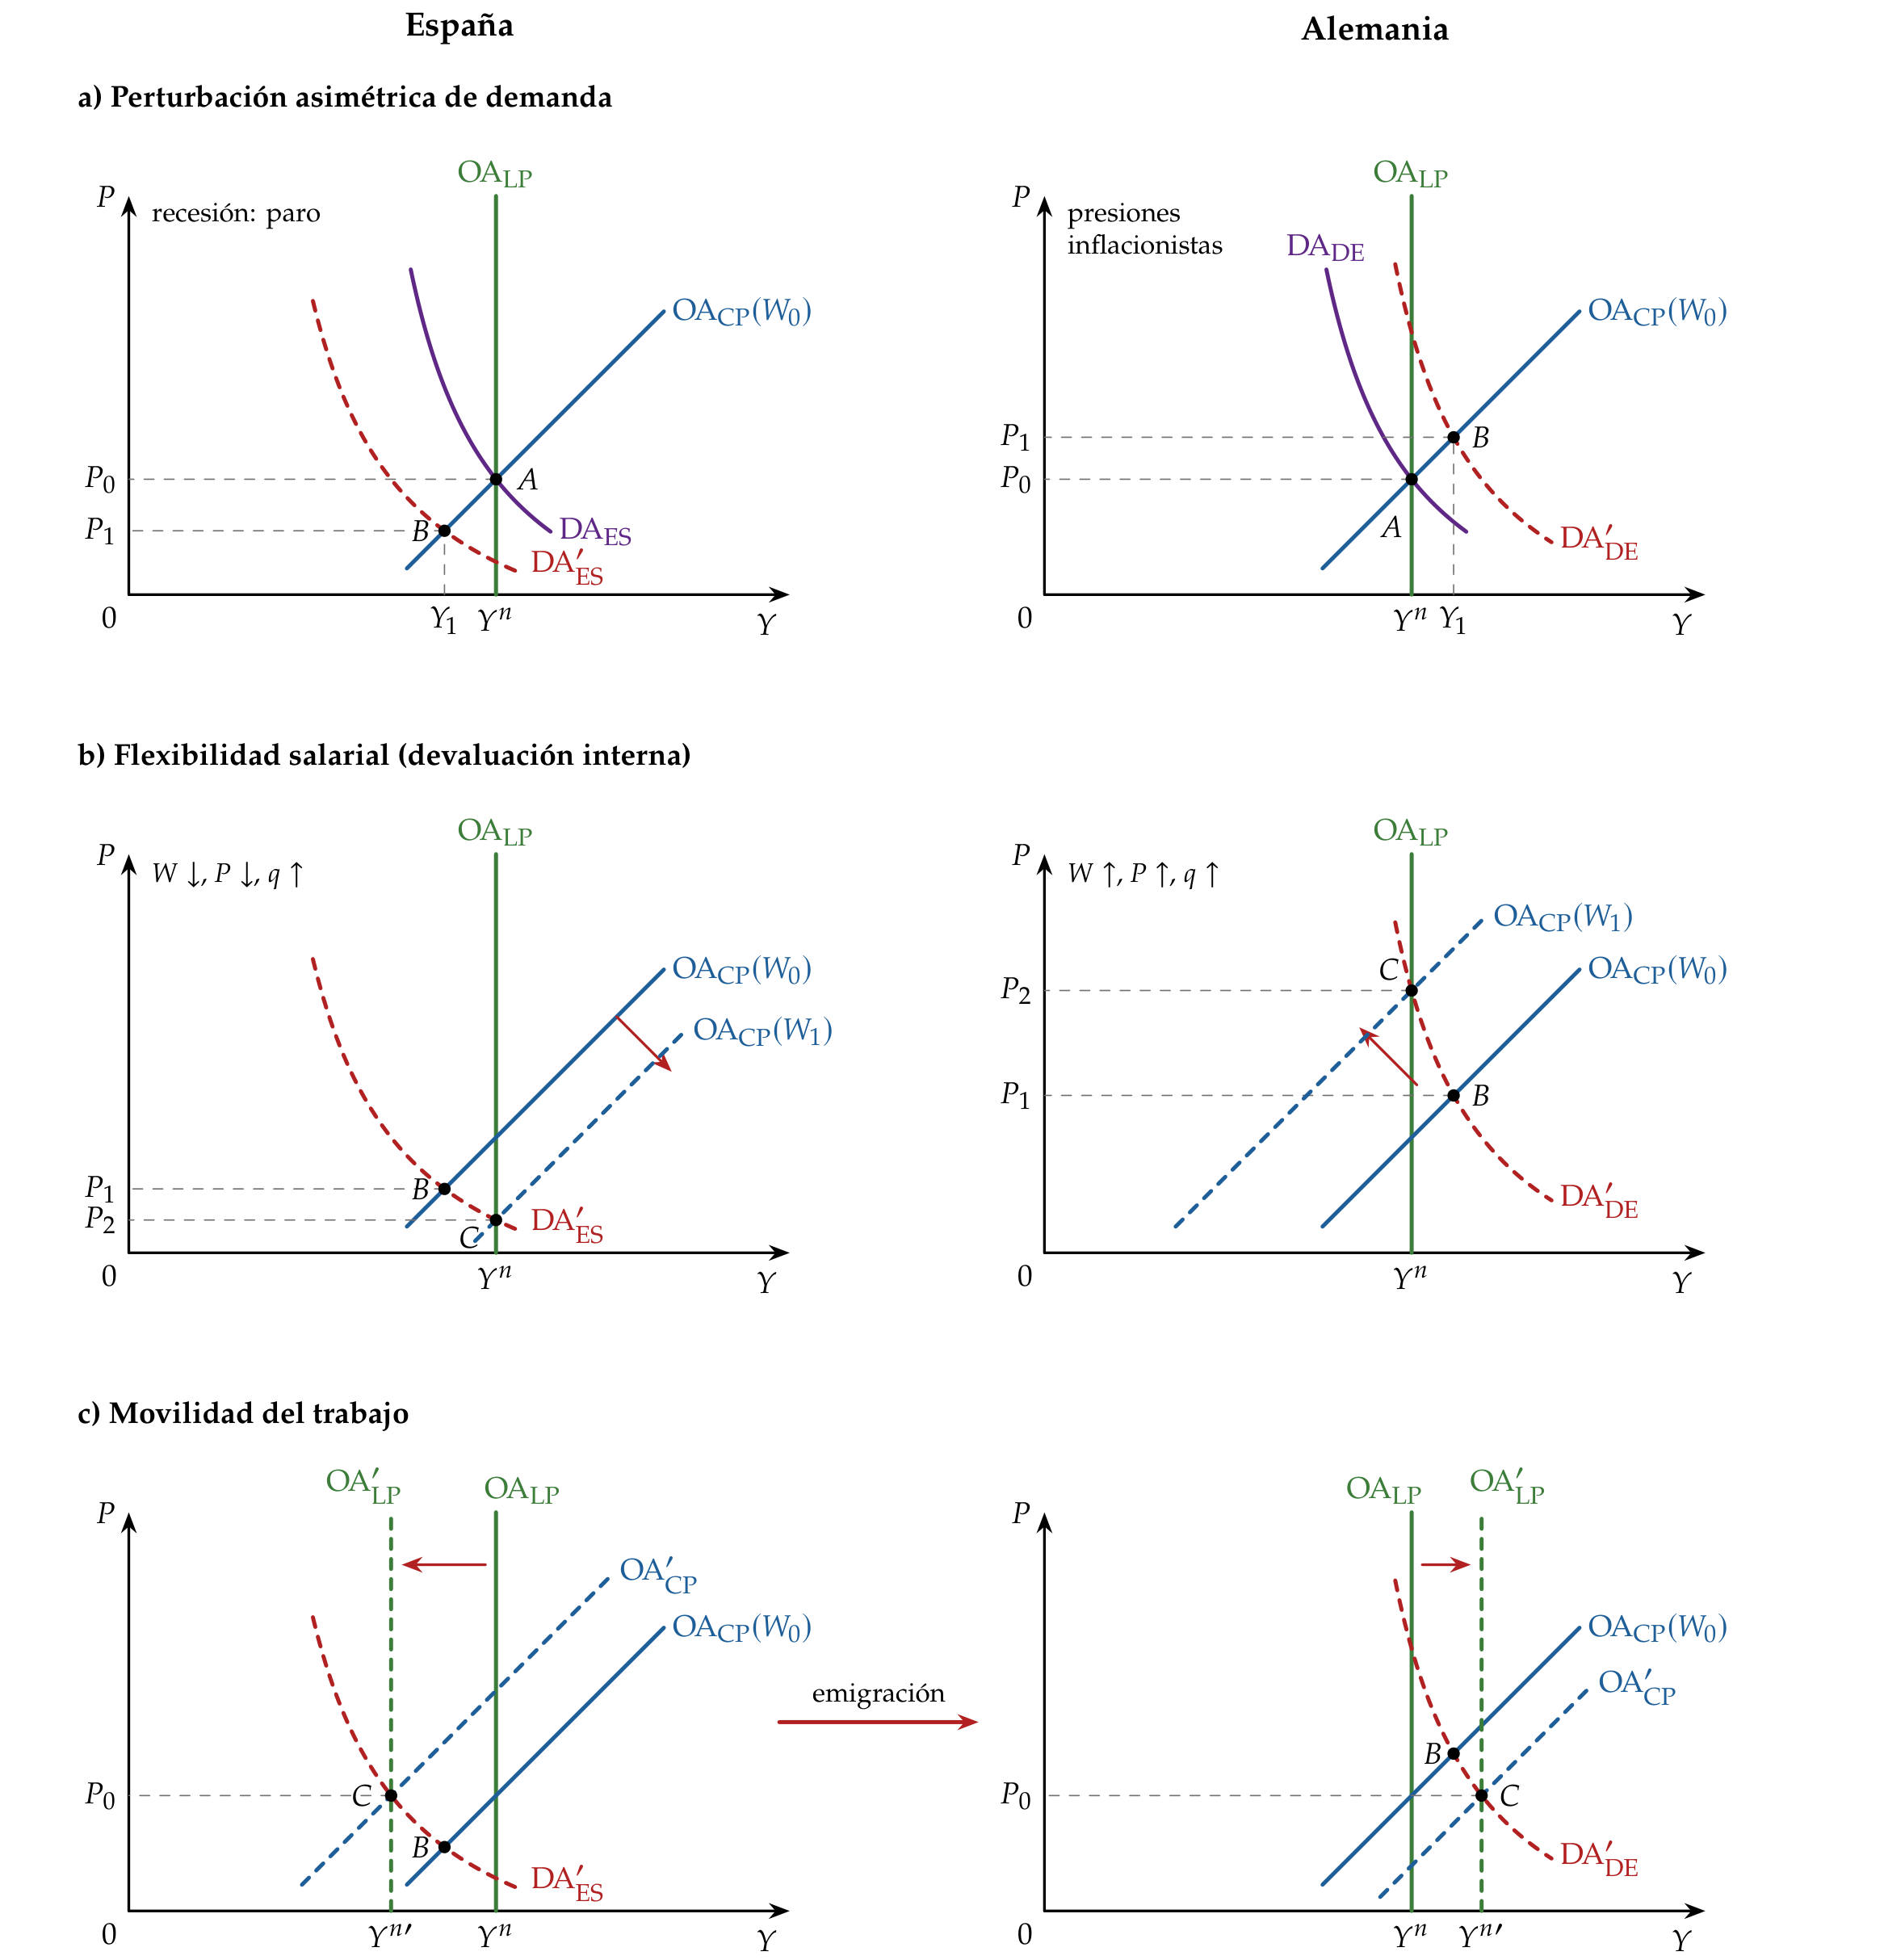 España
Alemania
a) Perturbación asimétrica de demanda
OA_LP
P
recesión: paro
OA_CP(W_0)
P_0
A
P_1
B
DA_ES
DA′_ES
0
Y_1
Y^n
Y
OA_LP
P
presiones
inflacionistas
DA_DE
OA_CP(W_0)
P_1
B
P_0
A
DA′_DE
0
Y^n
Y_1
Y
b) Flexibilidad salarial (devaluación interna)
OA_LP
P
W ↓, P ↓, q ↑
OA_CP(W_0)
OA_CP(W_1)
P_1
B
P_2
C
DA′_ES
0
Y^n
Y
OA_LP
P
W ↑, P ↑, q ↑
OA_CP(W_1)
C
OA_CP(W_0)
P_2
P_1
B
DA′_DE
0
Y^n
Y
c) Movilidad del trabajo
OA′_LP
OA_LP
P
OA′_CP
OA_CP(W_0)
P_0
C
B
DA′_ES
0
Y^n′
Y^n
Y
emigración
OA_LP
OA′_LP
P
OA_CP(W_0)
OA′_CP
B
P_0
C
DA′_DE
0
Y^n
Y^n′
Y